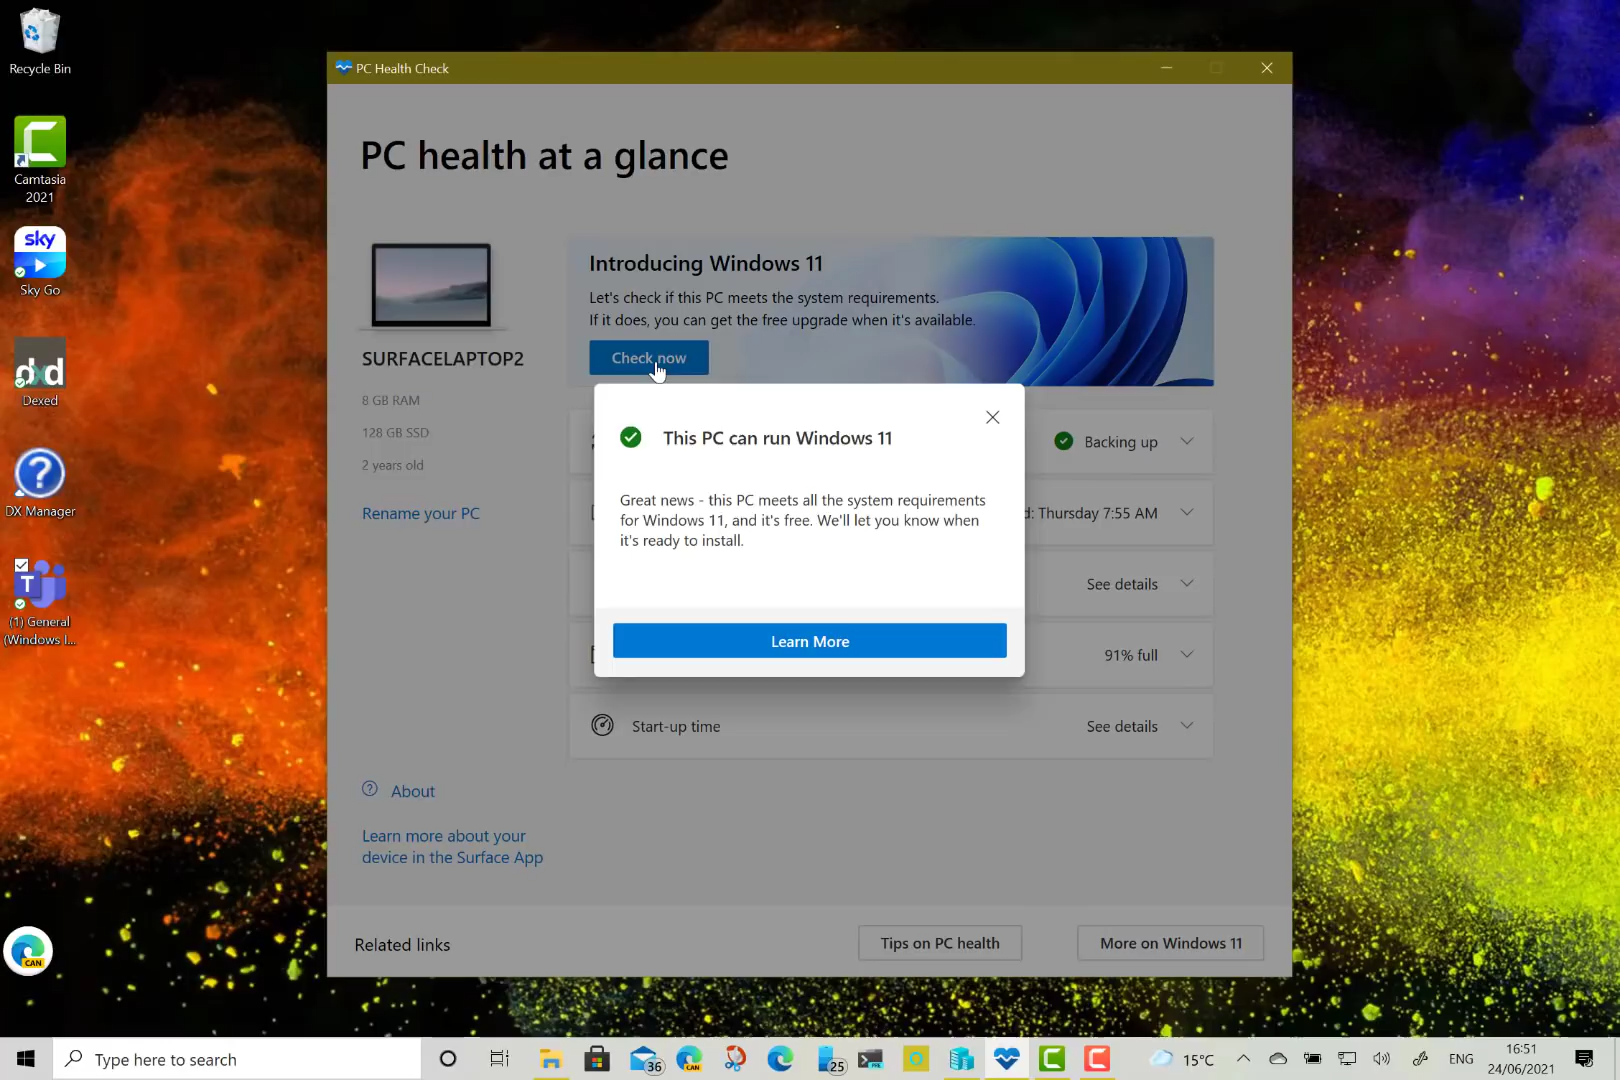 Recycle Bin
Camtasia
2021
sky
Sky Go
dxd
Dexed
DX Manager
T
(1) General
(Windows I...
CAN
PC Health Check
PC health at a glance
SURFACELAPTOP2
8 GB RAM
128 GB SSD
2 years old
Rename your PC
Introducing Windows 11
Let's check if this PC meets the system requirements.
If it does, you can get the free upgrade when it's available.
Check now
This PC can run Windows 11
Great news - this PC meets all the system requirements
for Windows 11, and it's free. We'll let you know when
it's ready to install.
Learn More
Backing up
d: Thursday 7:55 AM
See details
91% full
Start-up time
See details
About
Learn more about your
device in the Surface App
Related links
Tips on PC health
More on Windows 11
Type here to search
36
CAN
25
PRE
15°C
ENG
16:51
24/06/2021